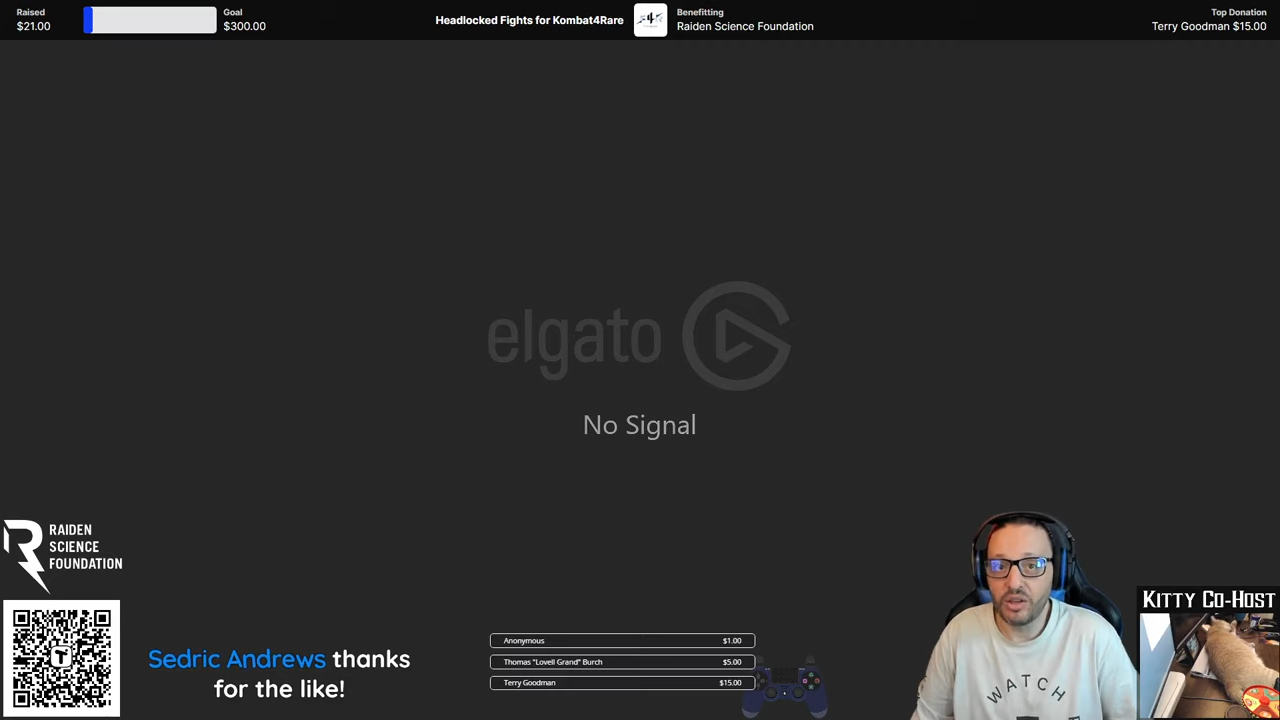 Raised
$21.00
Goal
$300.00
Headlocked Fights for Kombat4Rare
4
Benefitting
Raiden Science Foundation
Top Donation
Terry Goodman $15.00
elgato
No Signal
RAIDEN
SCIENCE
FOUNDATION
Sedric Andrews thanks
for the like!
Anonymous $1.00
Thomas “Lovell Grand” Burch $5.00
Terry Goodman $15.00
WATCH
KITTY CO-HOST